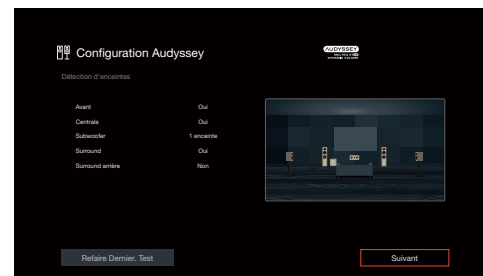 Configuration Audyssey
AUDYSSEY
Détection d'enceintes
Avant Oui
Centrale Oui
Subwoofer 1 enceinte
Surround Oui
Surround arrière Non
Refaire Dernier. Test Suivant